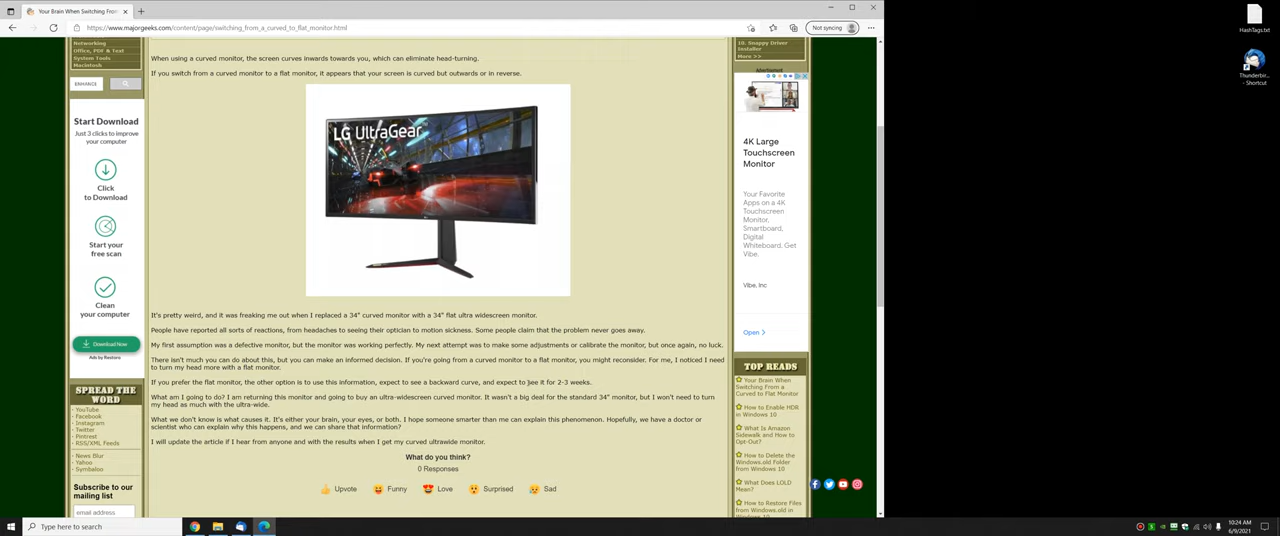 Your Brain When Switching From
https://www.majorgeeks.com/content/page/switching_from_a_curved_to_flat_monitor.html
Not syncing
Networking
Office, PDF & Text
System Tools
Macintosh
ENHANCE
Start Download
Just 3 clicks to improve
your computer
Click
to Download
Start your
free scan
Clean
your computer
Download Now
Ads by Restoro
SPREAD THE
WORD
· YouTube
· Facebook
· Instagram
· Twitter
· Pintrest
· RSS/XML Feeds
· News Blur
· Yahoo
· Symbaloo
Subscribe to our
mailing list
email address
When using a curved monitor, the screen curves inwards towards you, which can eliminate head-turning.
If you switch from a curved monitor to a flat monitor, it appears that your screen is curved but outwards or in reverse.
LG UltraGear
It's pretty weird, and it was freaking me out when I replaced a 34" curved monitor with a 34" flat ultra widescreen monitor.
People have reported all sorts of reactions, from headaches to seeing their optician to motion sickness. Some people claim that the problem never goes away.
My first assumption was a defective monitor, but the monitor was working perfectly. My next attempt was to make some adjustments or calibrate the monitor, but once again, no luck.
There isn't much you can do about this, but you can make an informed decision. If you're going from a curved monitor to a flat monitor, you might reconsider. For me, I noticed I need
to turn my head more with a flat monitor.
If you prefer the flat monitor, the other option is to use this information, expect to see a backward curve, and expect to see it for 2-3 weeks.
What am I going to do? I am returning this monitor and going to buy an ultra-widescreen curved monitor. It wasn't a big deal for the standard 34" monitor, but I won't need to turn
my head as much with the ultra-wide.
What we don't know is what causes it. It's either your brain, your eyes, or both. I hope someone smarter than me can explain this phenomenon. Hopefully, we have a doctor or
scientist who can explain why this happens, and we can share that information?
I will update the article if I hear from anyone and with the results when I get my curved ultrawide monitor.
What do you think?
0 Responses
Upvote
Funny
Love
Surprised
Sad
10. Snappy Driver
Installer
More >>
Advertisement
4K Large
Touchscreen
Monitor
Your Favorite
Apps on a 4K
Touchscreen
Monitor,
Smartboard.
Digital
Whiteboard. Get
Vibe.
Vibe, Inc
Open >
TOP READS
Your Brain When
Switching From a
Curved to Flat Monitor
How to Enable HDR
in Windows 10
What Is Amazon
Sidewalk and How to
Opt-Out?
How to Delete the
Windows.old Folder
from Windows 10
What Does LOLD
Mean?
How to Restore Files
from Windows.old in
HashTags.txt
Thunderbir...
- Shortcut
Type here to search
10:24 AM
6/9/2021